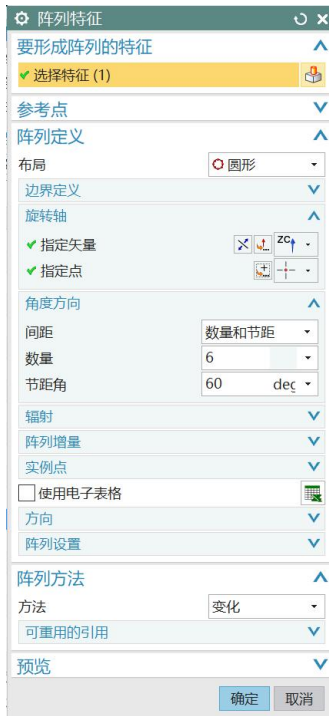 阵列特征
要形成阵列的特征
选择特征 (1)
参考点
阵列定义
布局 圆形
边界定义
旋转轴
指定矢量 ZC
指定点
角度方向
间距 数量和节距
数量 6
节距角 60 deg
辐射
阵列增量
实例点
使用电子表格
方向
阵列设置
阵列方法
方法 变化
可重用的引用
预览
确定 取消